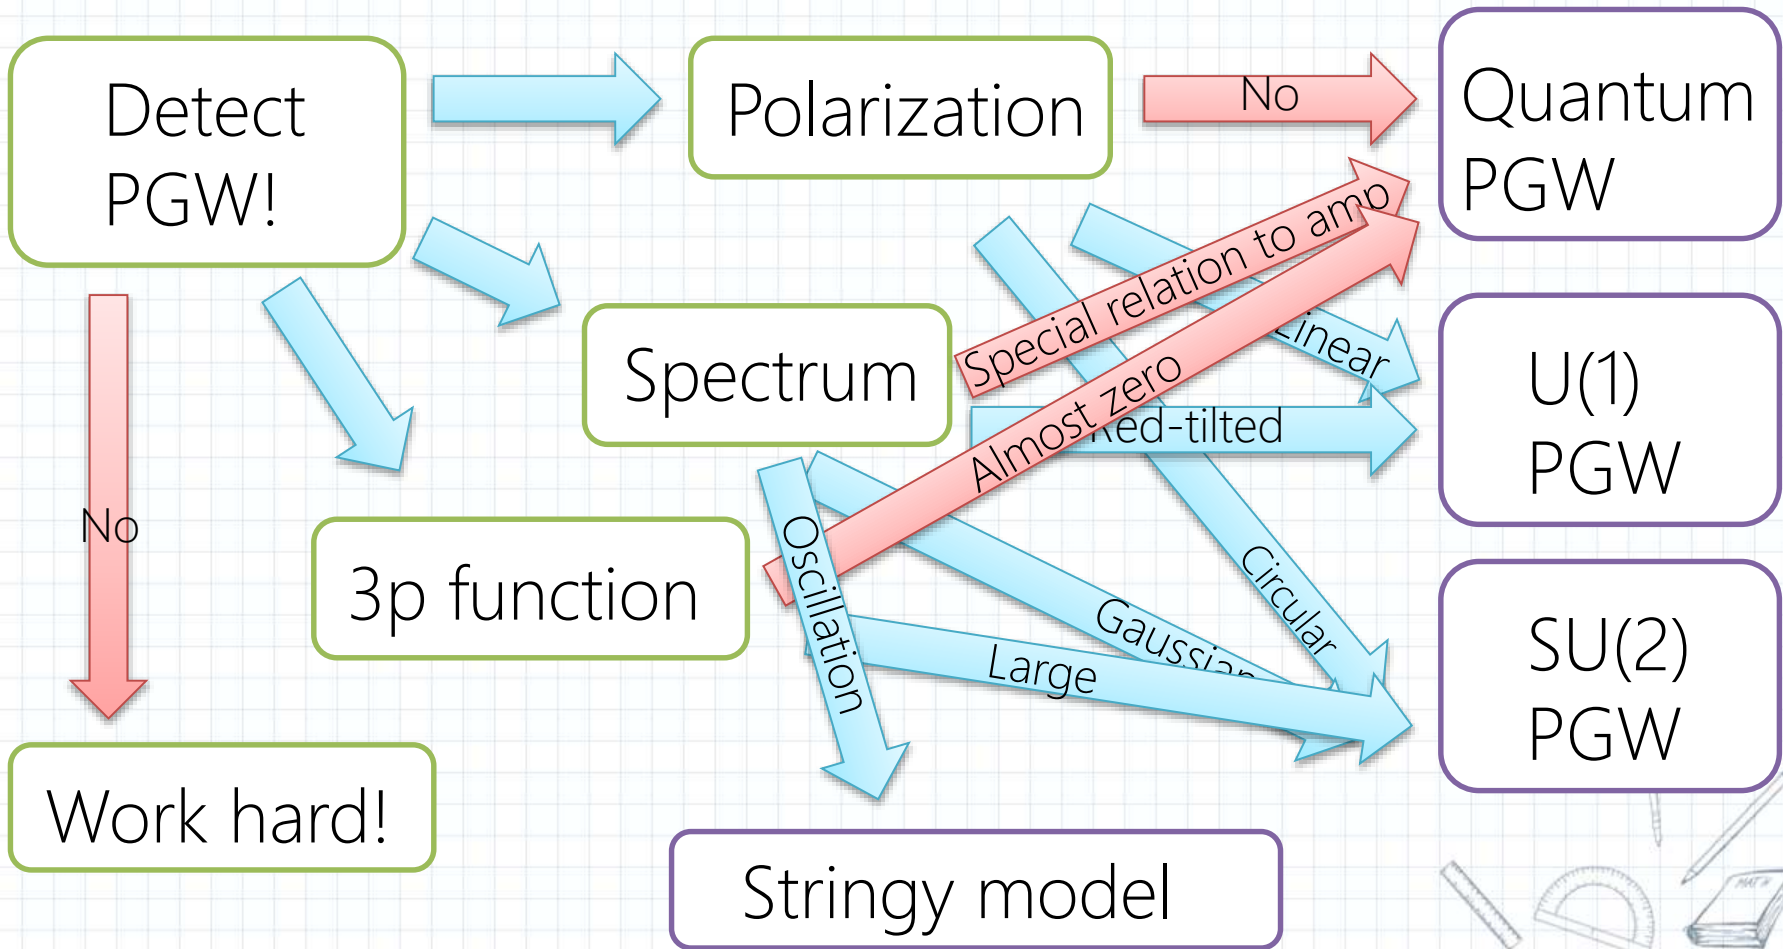 Detect
PGW!
Polarization
No
Quantum
PGW
Special relation to amp
Linear
Spectrum
Almost zero
Red-tilted
U(1)
PGW
No
3p function
Oscillation
Gaussian
Circular
Large
SU(2)
PGW
Work hard!
Stringy model
MATH